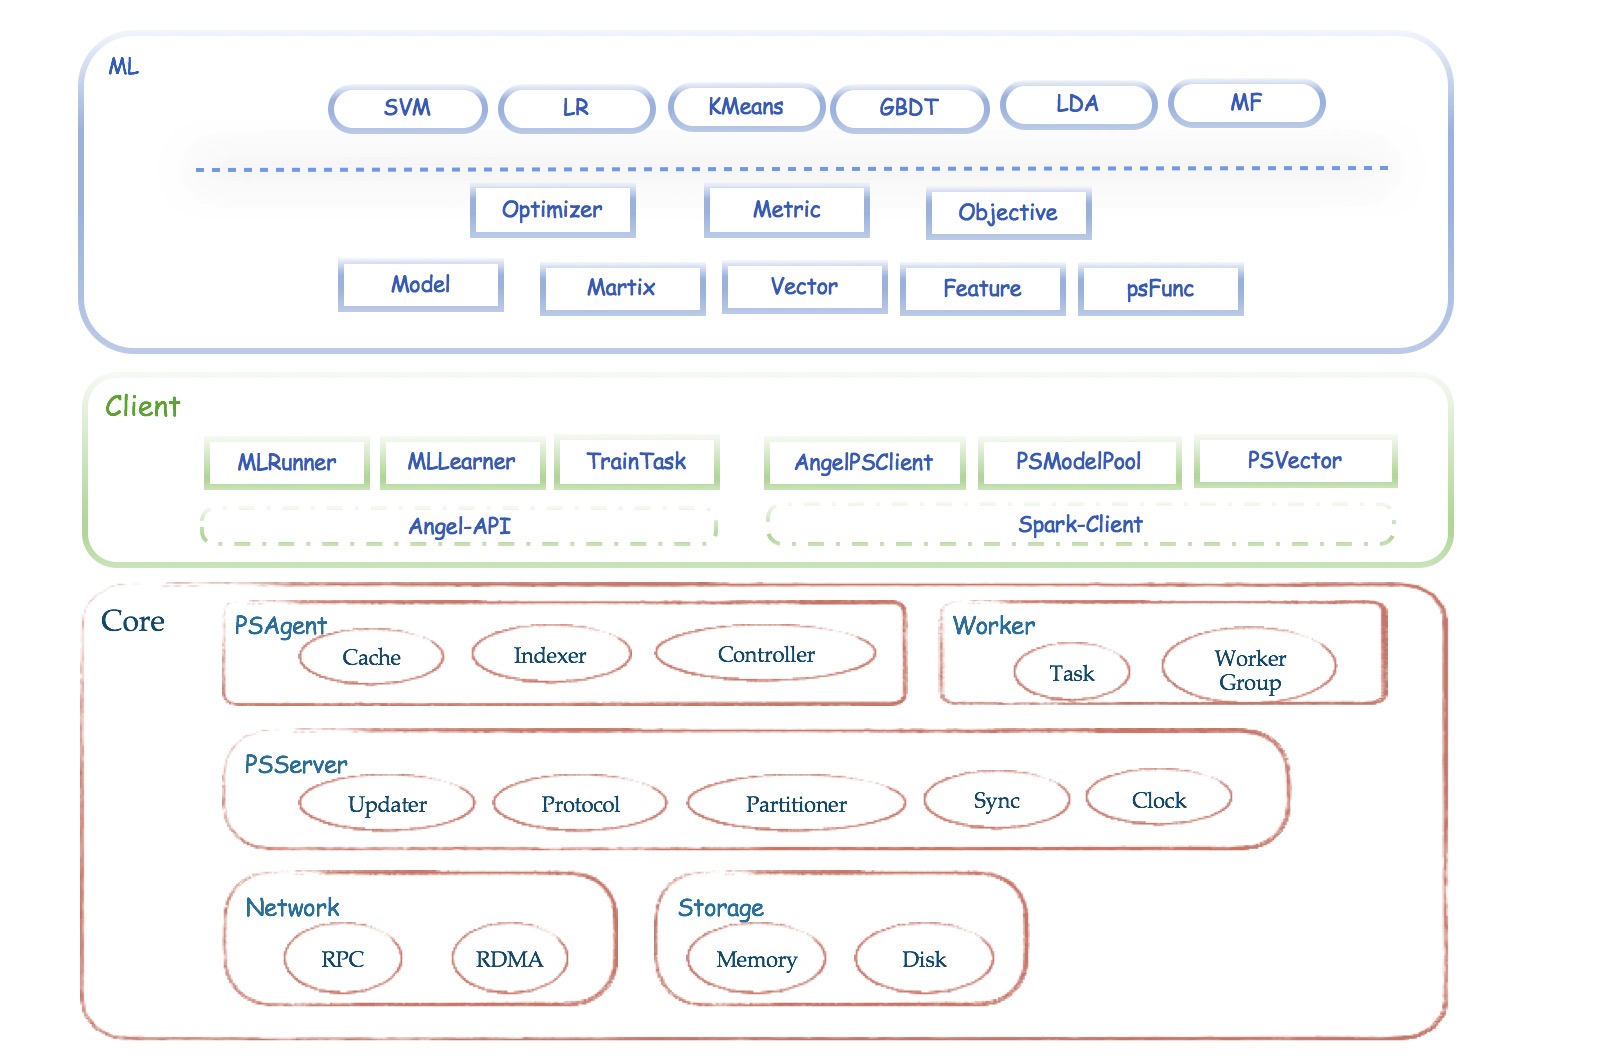 ML
SVM
LR
KMeans
GBDT
LDA
MF
Optimizer
Metric
Objective
Model
Martix
Vector
Feature
psFunc
Client
MLRunner
MLLearner
TrainTask
AngelPSClient
PSModelPool
PSVector
Angel-API
Spark-Client
Core
PSAgent
Cache
Indexer
Controller
Worker
Task
Worker
Group
PSServer
Updater
Protocol
Partitioner
Sync
Clock
Network
RPC
RDMA
Storage
Memory
Disk